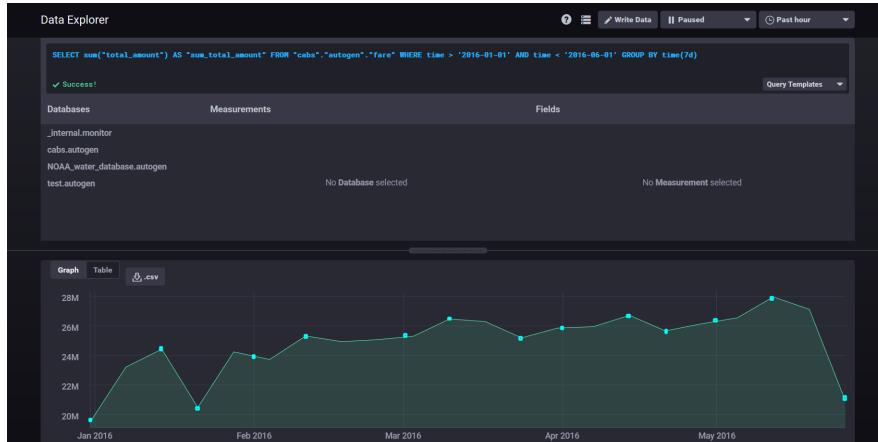 Data Explorer
? Write Data Paused Past hour
SELECT sum("total_amount") AS "sum_total_amount" FROM "cabs"."autogen"."fare" WHERE time > '2016-01-01' AND time < '2016-06-01' GROUP BY time(7d)
Success!
Query Templates
Databases Measurements Fields
_internal.monitor
cabs.autogen
NOAA_water_database.autogen
test.autogen
No Database selected
No Measurement selected
Graph Table .csv
28M
26M
24M
22M
20M
Jan 2016 Feb 2016 Mar 2016 Apr 2016 May 2016